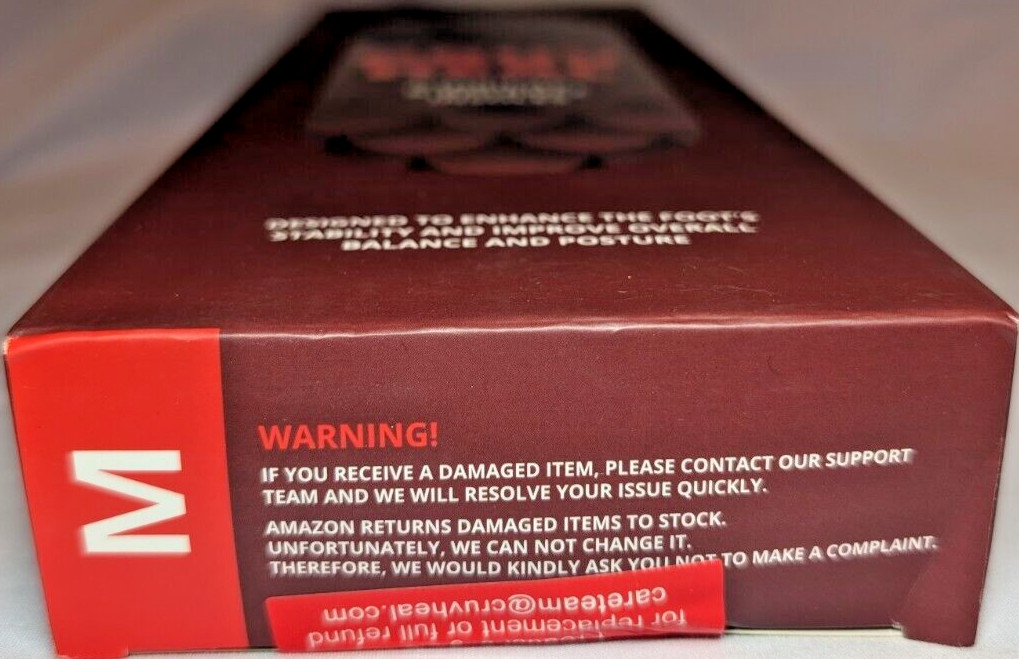 DESIGNED TO ENHANCE THE FOOT'S
STABILITY AND IMPROVE OVERALL
BALANCE AND POSTURE
M
WARNING!
IF YOU RECEIVE A DAMAGED ITEM, PLEASE CONTACT OUR SUPPORT
TEAM AND WE WILL RESOLVE YOUR ISSUE QUICKLY.
AMAZON RETURNS DAMAGED ITEMS TO STOCK.
UNFORTUNATELY, WE CAN NOT CHANGE IT.
THEREFORE, WE WOULD KINDLY ASK YOU NOT TO MAKE A COMPLAINT.
for replacement or full refund
careteam@cruvheal.com